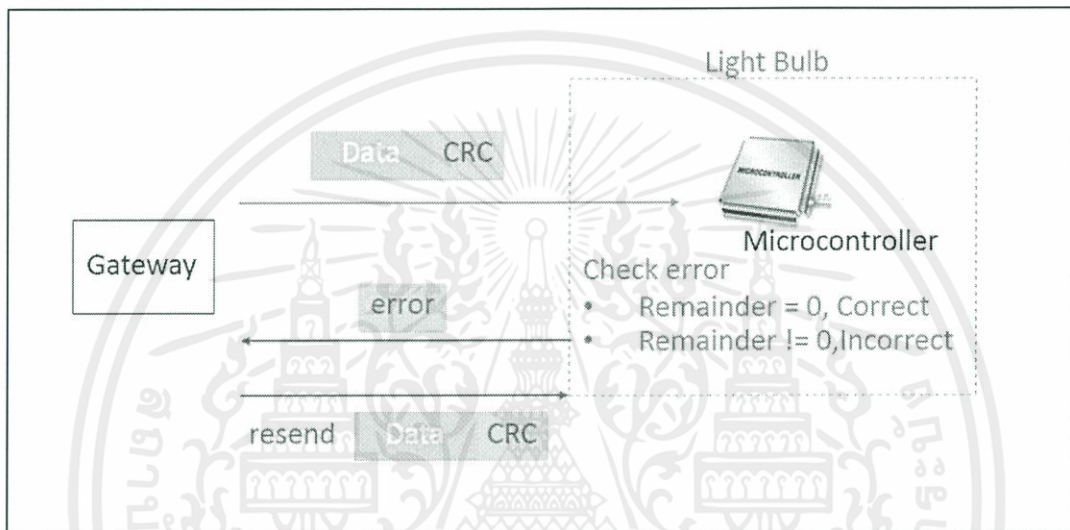 Light Bulb
Data CRC
MICROCONTROLLER
Microcontroller
Gateway
Check error
• Remainder = 0, Correct
• Remainder != 0,Incorrect
error
resend Data CRC